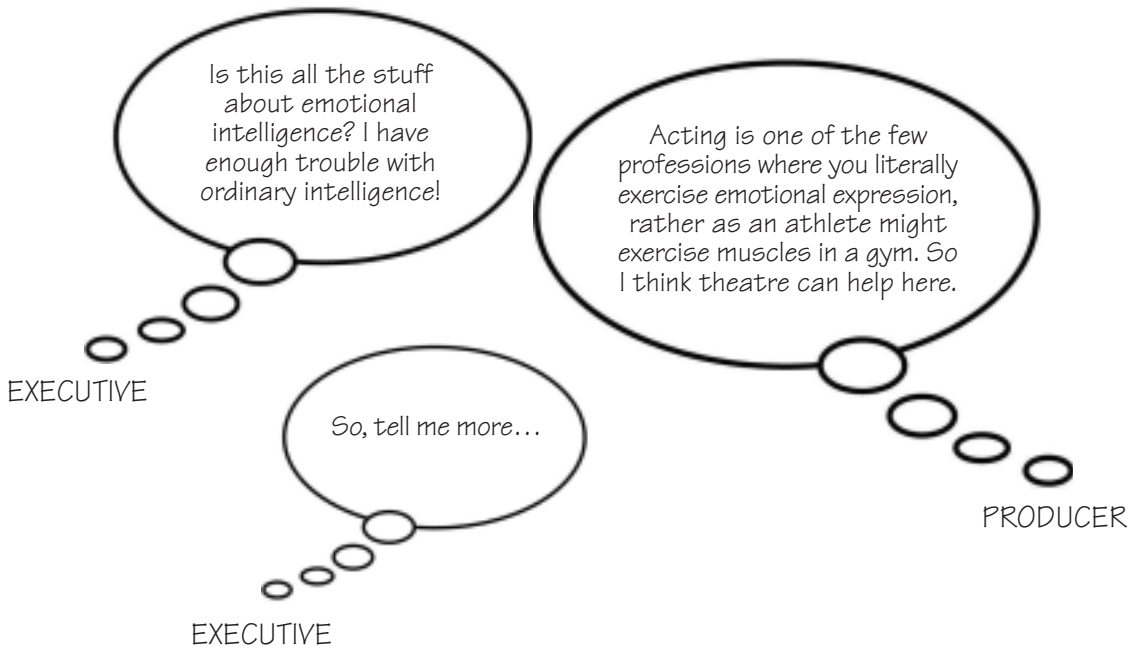 Is this all the stuff
about emotional
intelligence? I have
enough trouble with
ordinary intelligence!
EXECUTIVE
Acting is one of the few
professions where you literally
exercise emotional expression,
rather as an athlete might
exercise muscles in a gym. So
I think theatre can help here.
PRODUCER
So, tell me more…
EXECUTIVE